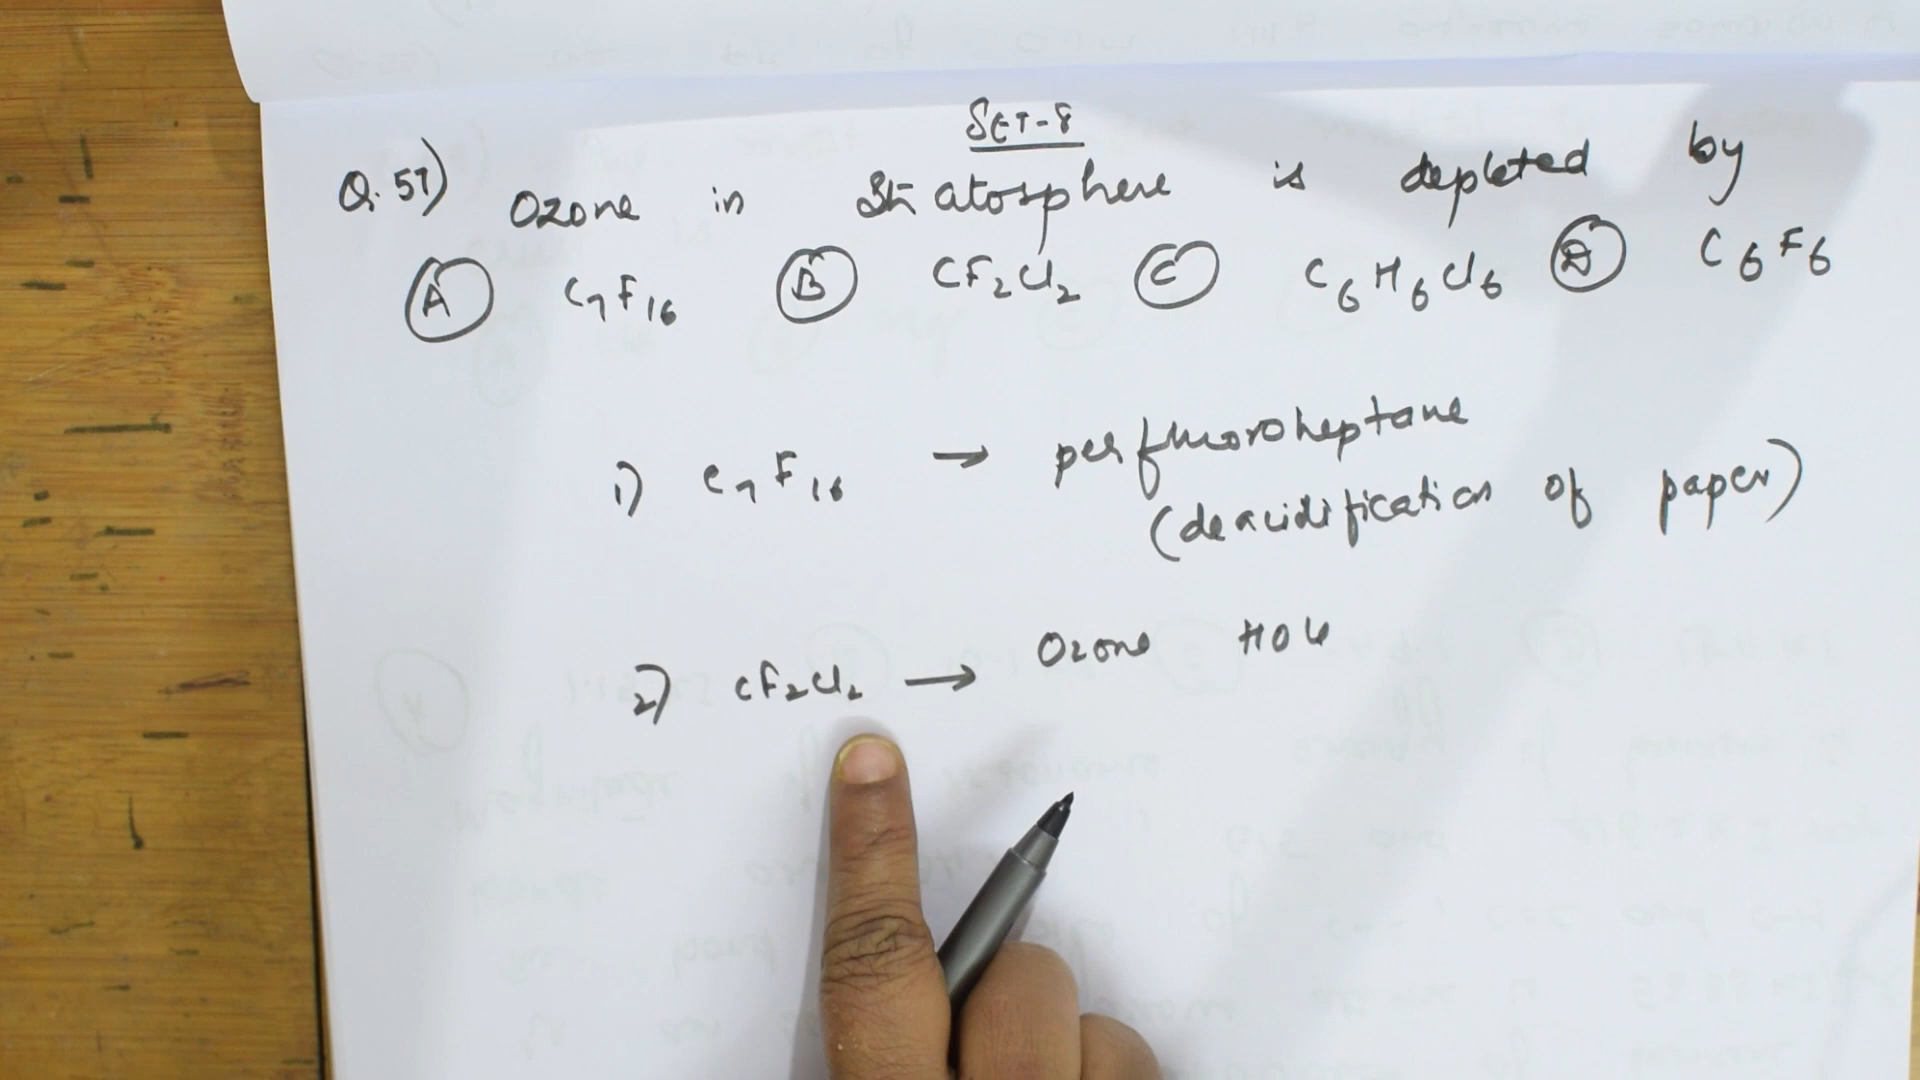 SET-8
Q.57) Ozone in Stratosphere is depleted by
(A) C7F16 (B) CF2Cl2 (C) C6H6Cl6 (D) C6F6
1) C7F16 → perfluoroheptane
(deacidification of paper)
2) CF2Cl2 → Ozone Hole